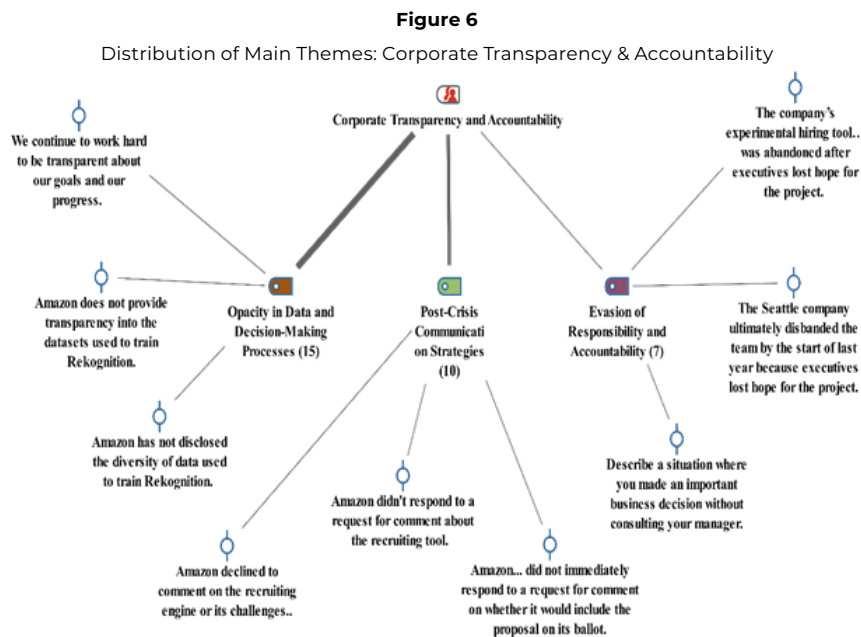 Figure 6
Distribution of Main Themes: Corporate Transparency & Accountability
Corporate Transparency and Accountability
We continue to work hard
to be transparent about
our goals and our
progress.
The company's
experimental hiring tool..
was abandoned after
executives lost hope for
the project.
Amazon does not provide
transparency into the
datasets used to train
Rekognition.
Opacity in Data and
Decision-Making
Processes (15)
Post-Crisis
Communicati
on Strategies
(10)
Evasion of
Responsibility and
Accountability (7)
The Seattle company
ultimately disbanded the
team by the start of last
year because executives
lost hope for the project.
Amazon has not disclosed
the diversity of data used
to train Rekognition.
Amazon didn't respond to a
request for comment about
the recruiting tool.
Describe a situation where
you made an important
business decision without
consulting your manager.
Amazon declined to
comment on the recruiting
engine or its challenges..
Amazon... did not immediately
respond to a request for comment
on whether it would include the
proposal on its ballot.